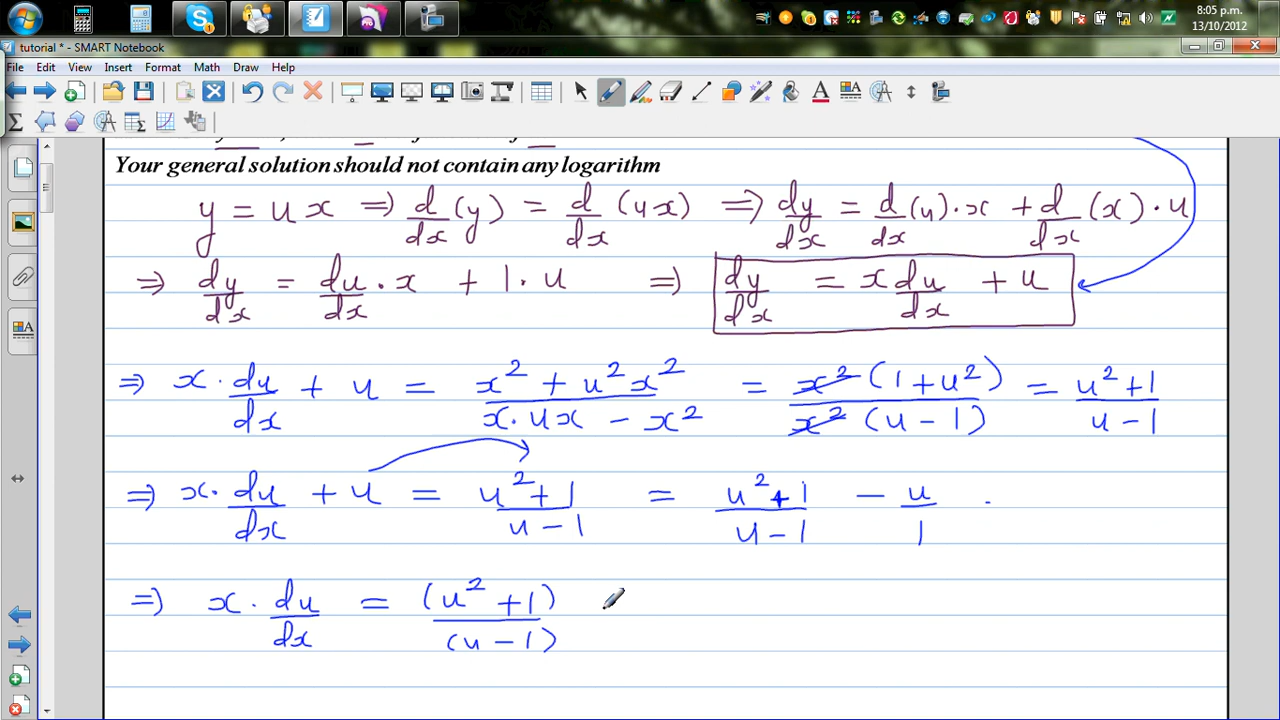 8:05 p.m.
13/10/2012
tutorial * - SMART Notebook
File Edit View Insert Format Math Draw Help
Your general solution should not contain any logarithm
y = ux ⇒ d/dx (y) = d/dx (ux) ⇒ dy/dx = d/dx (u)·x + d/dx (x)·u
⇒ dy/dx = du/dx · x + 1·u ⇒ dy/dx = x du/dx + u
⇒ x·du/dx + u = (x² + u²x²)/(x·ux − x²) = x²(1+u²)/x²(u−1) = (u²+1)/(u−1)
⇒ x·du/dx + u = (u²+1)/(u−1) = (u²+1)/(u−1) − u/1 .
⇒ x·du/dx = (u²+1)/(u−1)